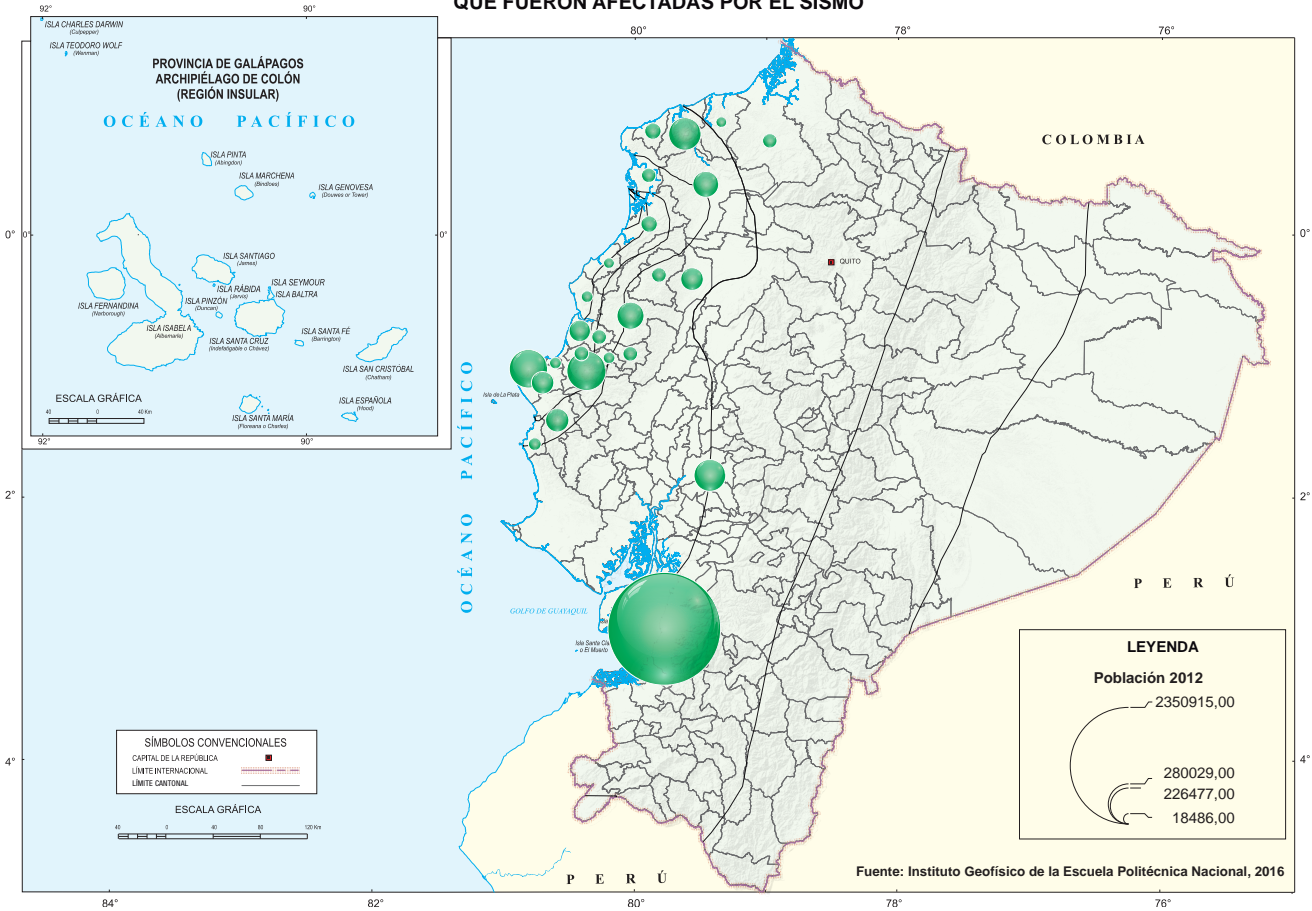 QUE FUERON AFECTADAS POR EL SISMO
92°
90°
80°
78°
76°
ISLA CHARLES DARWIN
(Culpepper)
ISLA TEODORO WOLF
(Wenman)
PROVINCIA DE GALÁPAGOS
ARCHIPIÉLAGO DE COLÓN
(REGIÓN INSULAR)
OCÉANO PACÍFICO
ISLA PINTA
(Abingdon)
ISLA MARCHENA
(Bindloes)
ISLA GENOVESA
(Douwes or Tower)
0°
0°
0°
0°
ISLA SANTIAGO
(James)
ISLA RÁBIDA
(Jervis)
ISLA SEYMOUR
ISLA BALTRA
ISLA PINZÓN
(Duncan)
ISLA FERNANDINA
(Narborough)
ISLA ISABELA
(Albemarle)
ISLA SANTA CRUZ
(Indefatigable o Chávez)
ISLA SANTA FÉ
(Barrington)
ISLA SAN CRISTÓBAL
(Chatham)
ISLA ESPAÑOLA
(Hood)
ISLA SANTA MARÍA
(Floreana o Charles)
ESCALA GRÁFICA
40 0 40 Km
92°
90°
COLOMBIA
QUITO
OCÉANO PACÍFICO
Isla de La Plata
2°
2°
GOLFO DE GUAYAQUIL
Isla Santa Cla
o El Muerto
PERÚ
LEYENDA
Población 2012
2350915,00
280029,00
226477,00
18486,00
SÍMBOLOS CONVENCIONALES
CAPITAL DE LA REPÚBLICA
LÍMITE INTERNACIONAL
LÍMITE CANTONAL
4°
4°
ESCALA GRÁFICA
40 0 40 80 120 Km
PERÚ
Fuente: Instituto Geofísico de la Escuela Politécnica Nacional, 2016
84°
82°
80°
78°
76°